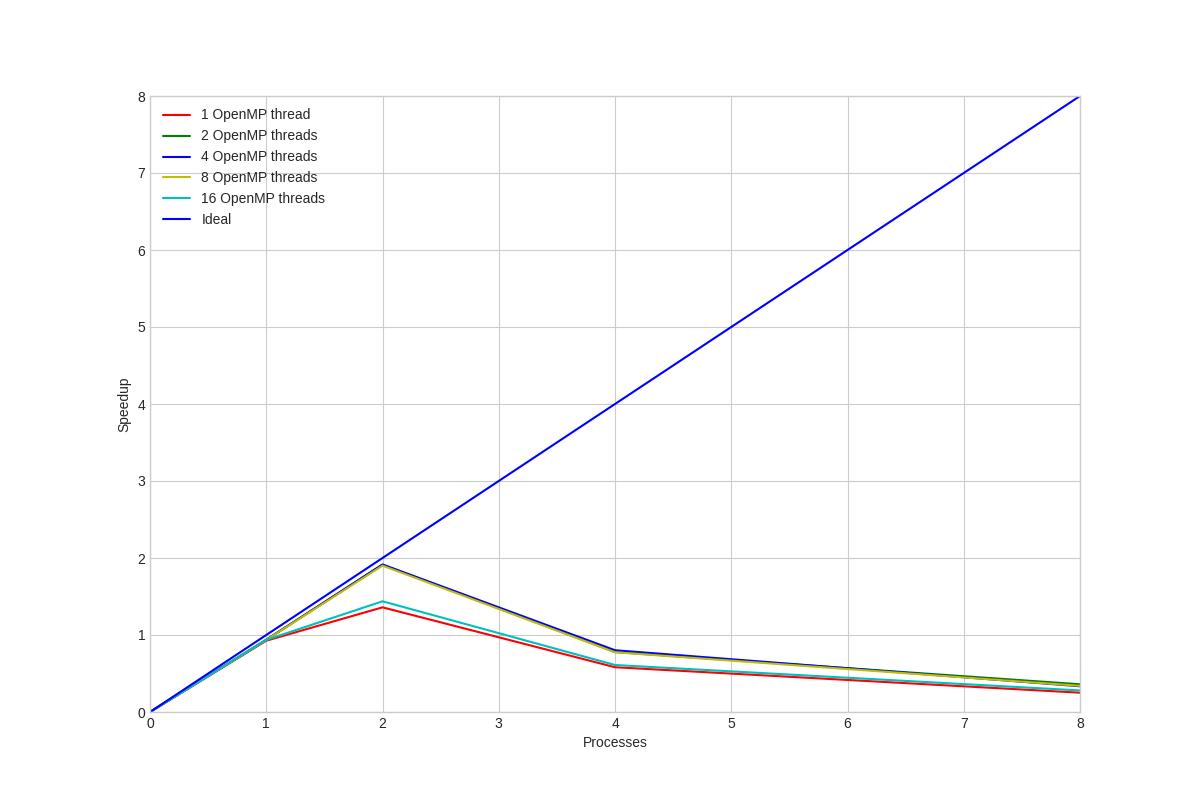 8
7
6
5
4
3
2
1
0
Speedup
1 OpenMP thread
2 OpenMP threads
4 OpenMP threads
8 OpenMP threads
16 OpenMP threads
Ideal
0 1 2 3 4 5 6 7 8
Processes